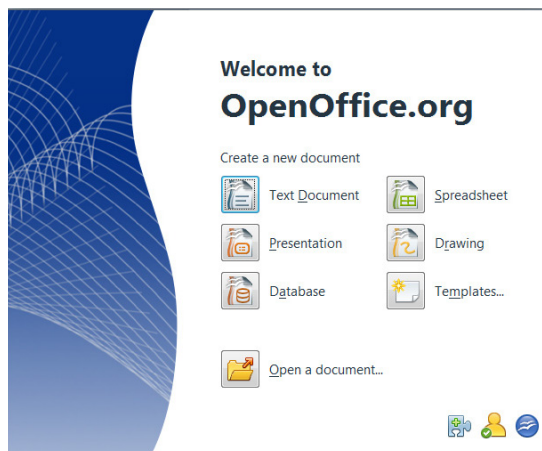 Welcome to
OpenOffice.org
Create a new document
Text Document
Spreadsheet
Presentation
Drawing
Database
Templates...
Open a document...